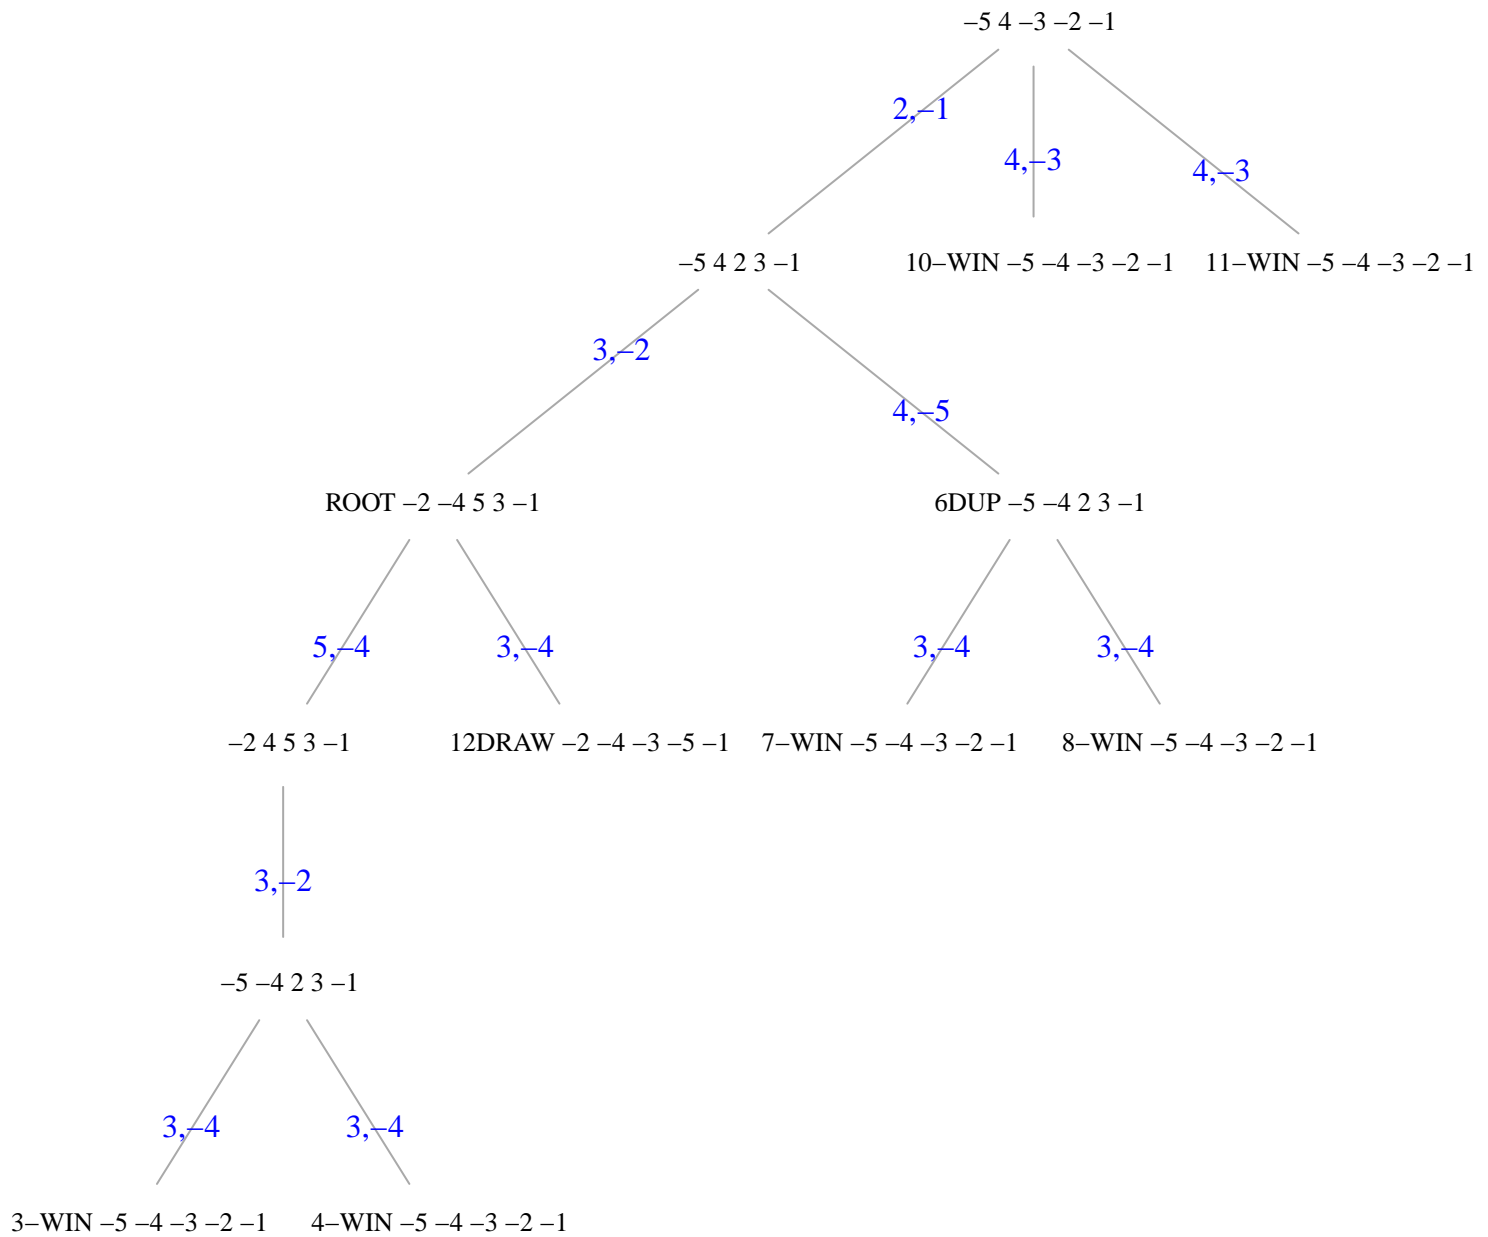 –5 4 –3 –2 –1
2,–1
4,–3
4,–3
–5 4 2 3 –1
10–WIN –5 –4 –3 –2 –1
11–WIN –5 –4 –3 –2 –1
3,–2
4,–5
ROOT –2 –4 5 3 –1
6DUP –5 –4 2 3 –1
5,–4
3,–4
3,–4
3,–4
–2 4 5 3 –1
12DRAW –2 –4 –3 –5 –1
7–WIN –5 –4 –3 –2 –1
8–WIN –5 –4 –3 –2 –1
3,–2
–5 –4 2 3 –1
3,–4
3,–4
3–WIN –5 –4 –3 –2 –1
4–WIN –5 –4 –3 –2 –1